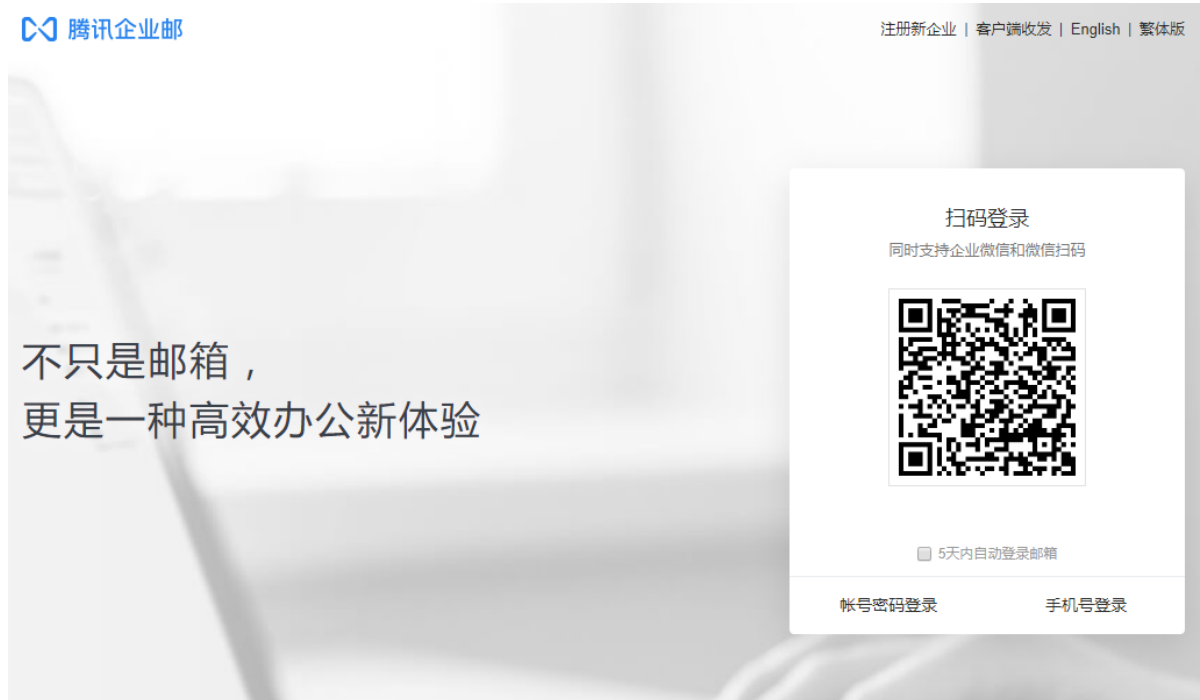 腾讯企业邮
注册新企业 | 客户端收发 | English | 繁体版
扫码登录
同时支持企业微信和微信扫码
不只是邮箱，
更是一种高效办公新体验
5天内自动登录邮箱
帐号密码登录 手机号登录